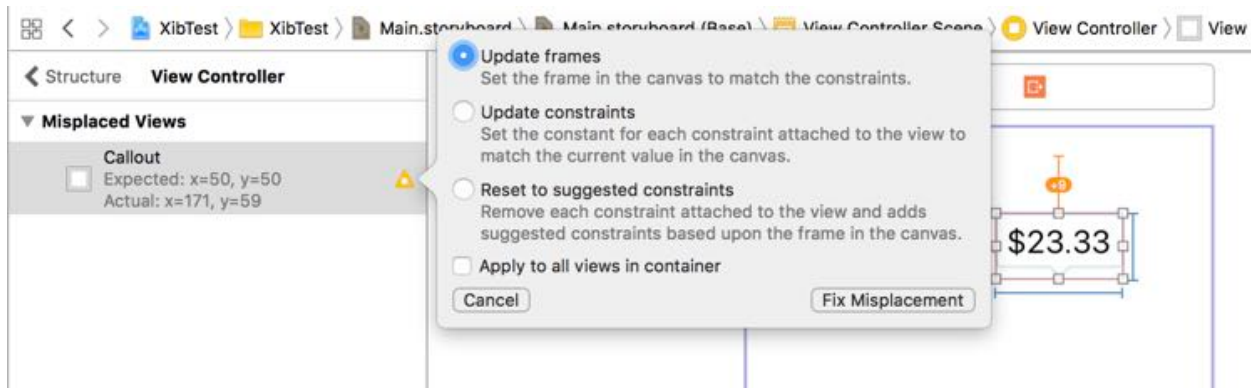 XibTest XibTest Main.storyboard Main.storyboard (Base) View Controller Scene View Controller View
Structure View Controller
Misplaced Views
Callout
Expected: x=50, y=50
Actual: x=171, y=59
Update frames
Set the frame in the canvas to match the constraints.
Update constraints
Set the constant for each constraint attached to the view to
match the current value in the canvas.
Reset to suggested constraints
Remove each constraint attached to the view and adds
suggested constraints based upon the frame in the canvas.
Apply to all views in container
Cancel Fix Misplacement
+9
$23.33